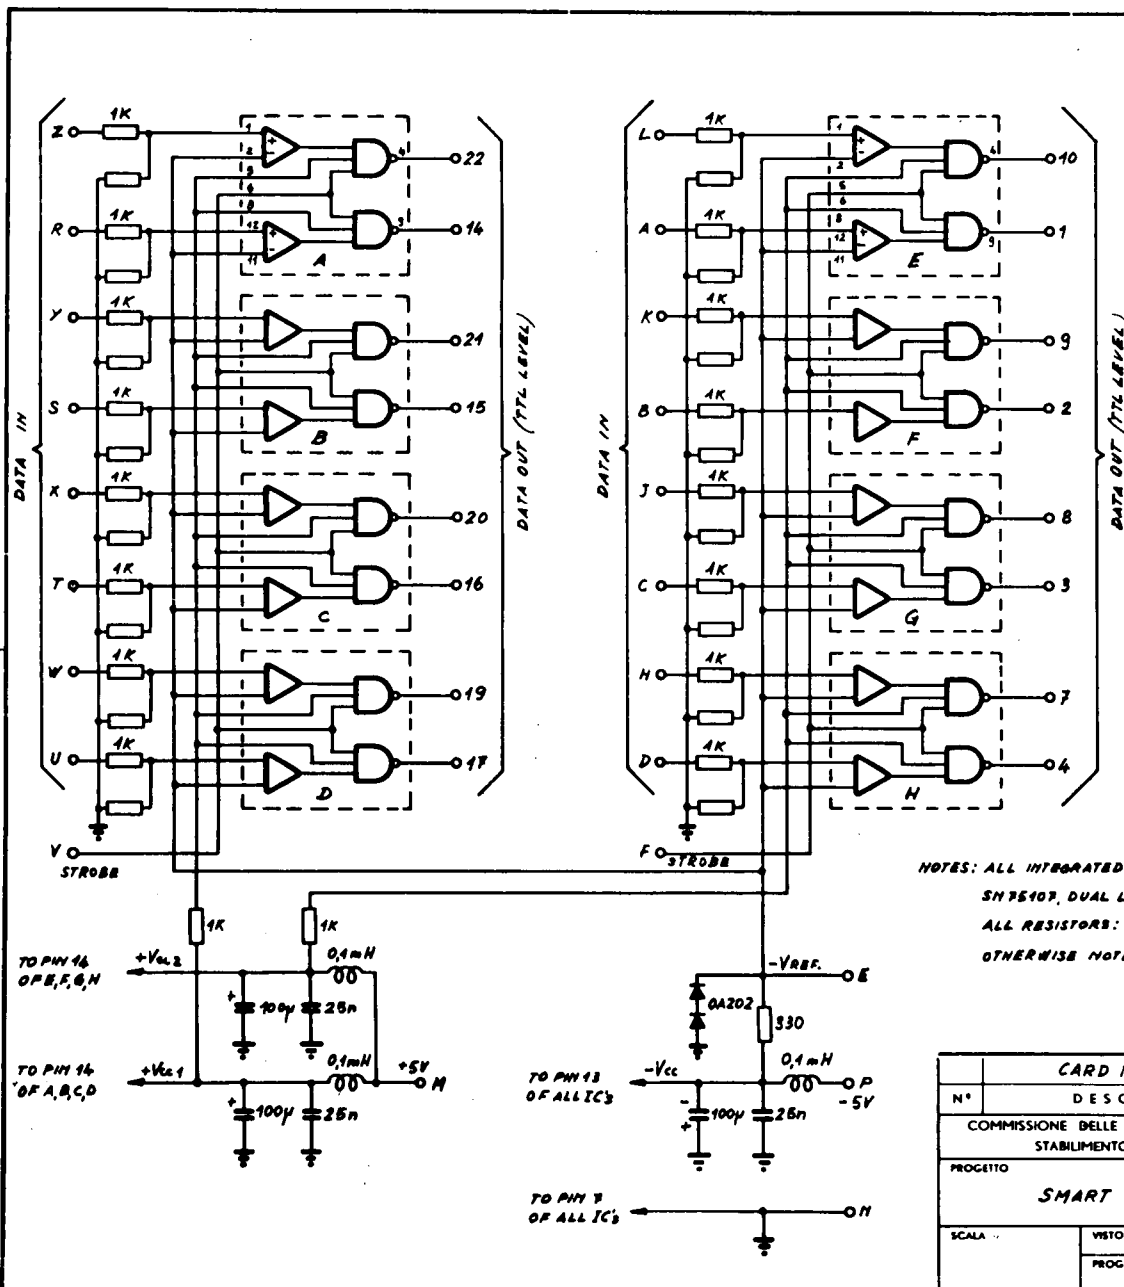 1K
Z
1
2
5
6
8
12
11
4
9
22
R
1K
14
A
Y
1K
21
S
1K
15
B
X
1K
20
T
1K
16
C
W
1K
19
U
1K
17
D
DATA IN
DATA OUT (TTL LEVEL)
V
STROBE
1K
L
1
2
5
6
8
12
11
4
9
10
A
1K
1
E
K
1K
9
B
1K
2
F
J
1K
8
C
1K
3
G
H
1K
7
D
1K
4
H
DATA IN
DATA OUT (TTL LEVEL)
F
STROBE
NOTES: ALL INTEGRATED
SN 75107, DUAL L
ALL RESISTORS:
OTHERWISE NOTE
1K
1K
TO PIN 14
OF E,F,G,H
+Vcc2
0,1mH
+
100µ
25n
TO PIN 14
OF A,B,C,D
+Vcc1
0,1mH
+5V
M
+
100µ
25n
-VREF.
E
OA202
330
TO PIN 13
OF ALL IC's
-Vcc
0,1mH
P
-5V
-
+
100µ
25n
TO PIN 7
OF ALL IC's
N
CARD
N°
DESC
COMMISSIONE DELLE
STABILIMENTO
PROGETTO
SMART
SCALA
VISTO
PROG